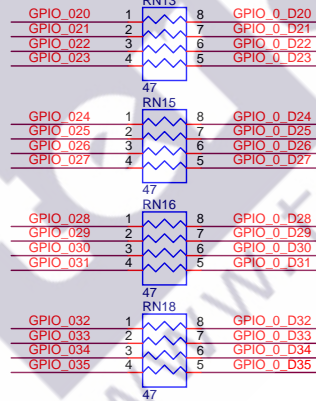 RN13
GPIO_020 1 8 GPIO_0_D20
GPIO_021 2 7 GPIO_0_D21
GPIO_022 3 6 GPIO_0_D22
GPIO_023 4 5 GPIO_0_D23
47
RN15
GPIO_024 1 8 GPIO_0_D24
GPIO_025 2 7 GPIO_0_D25
GPIO_026 3 6 GPIO_0_D26
GPIO_027 4 5 GPIO_0_D27
47
RN16
GPIO_028 1 8 GPIO_0_D28
GPIO_029 2 7 GPIO_0_D29
GPIO_030 3 6 GPIO_0_D30
GPIO_031 4 5 GPIO_0_D31
47
RN18
GPIO_032 1 8 GPIO_0_D32
GPIO_033 2 7 GPIO_0_D33
GPIO_034 3 6 GPIO_0_D34
GPIO_035 4 5 GPIO_0_D35
47